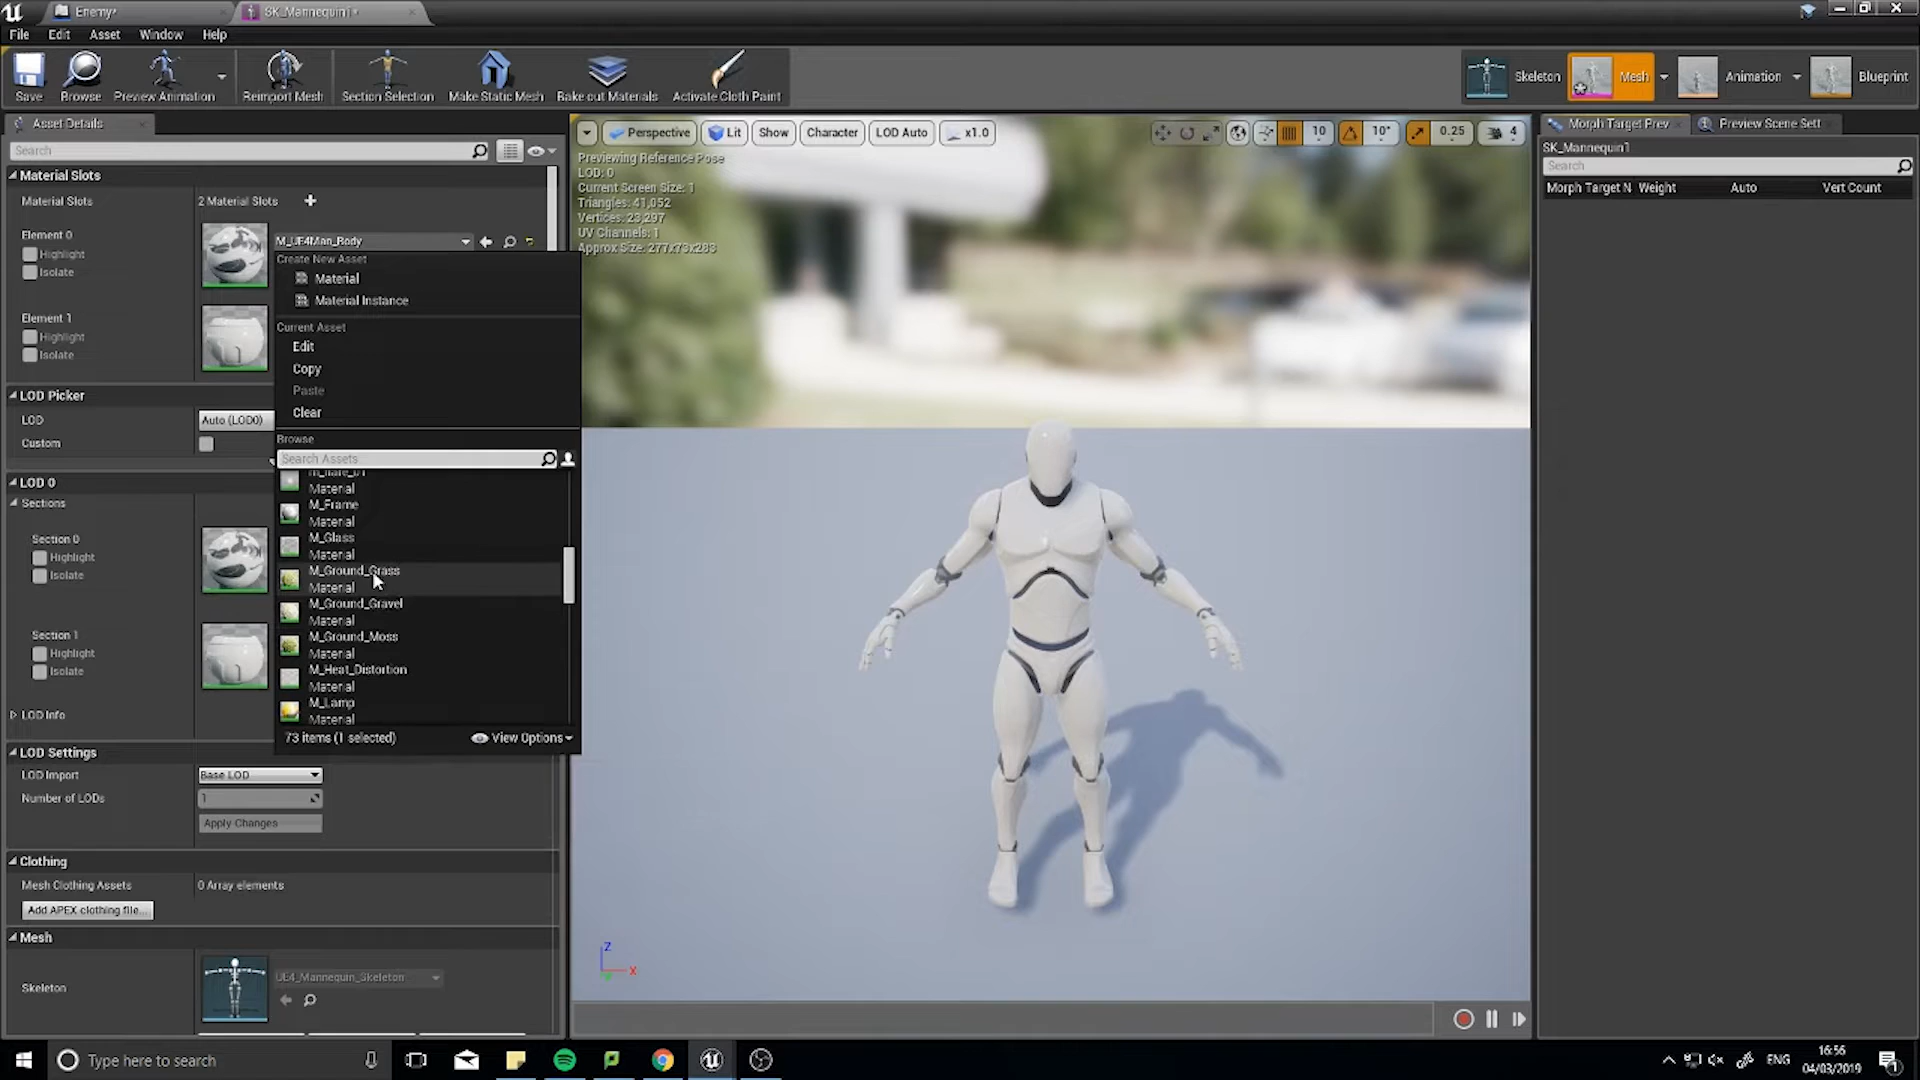 Enemy*
SK_Mannequin1*
File Edit Asset Window Help
Save Browse Preview Animation Reimport Mesh Section Selection Make Static Mesh Bake out Materials Activate Cloth Paint
Skeleton Mesh Animation Blueprint
Asset Details
Search
Material Slots
Material Slots 2 Material Slots
Element 0
Highlight
Isolate
M_UE4Man_Body
Element 1
Highlight
Isolate
LOD Picker
LOD Auto (LOD0)
Custom
LOD 0
Sections
Section 0
Highlight
Isolate
Section 1
Highlight
Isolate
LOD Info
LOD Settings
LOD Import Base LOD
Number of LODs 1
Apply Changes
Clothing
Mesh Clothing Assets 0 Array elements
Add APEX clothing file...
Mesh
Skeleton UE4_Mannequin_Skeleton
Create New Asset
Material
Material Instance
Current Asset
Edit
Copy
Paste
Clear
Browse
Search Assets
Material
M_Frame
Material
M_Glass
Material
M_Ground_Grass
Material
M_Ground_Gravel
Material
M_Ground_Moss
Material
M_Heat_Distortion
Material
M_Lamp
Material
73 items (1 selected) View Options
Perspective Lit Show Character LOD Auto x1.0
10 10° 0.25 4
Previewing Reference Pose
LOD: 0
Current Screen Size: 1
Triangles: 41,052
Vertices: 23,297
UV Channels: 1
Approx Size: 277x73x283
Z
X
Morph Target Prev Preview Scene Sett
SK_Mannequin1
Search
Morph Target N Weight Auto Vert Count
Type here to search
ENG
16:56
04/03/2019